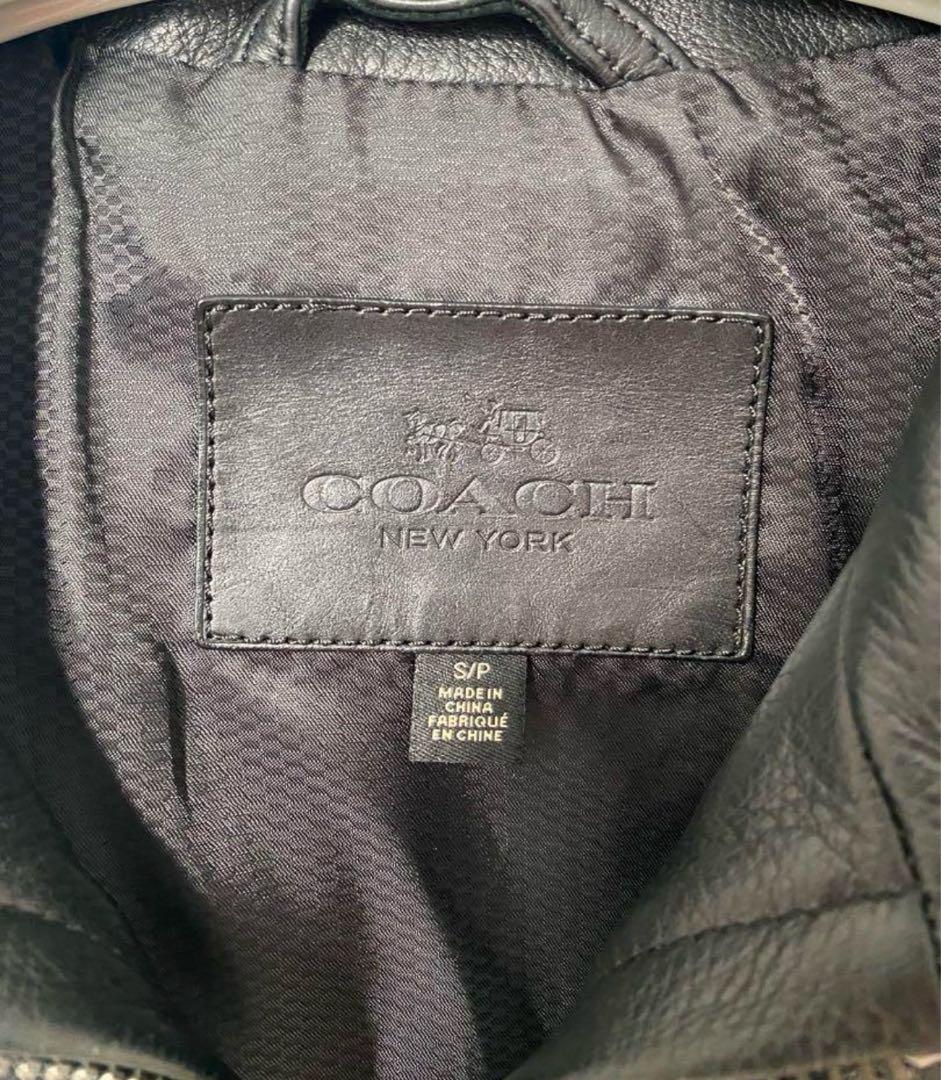 COACH
NEW YORK
S/P
MADE IN
CHINA
FABRIQUÉ
EN CHINE